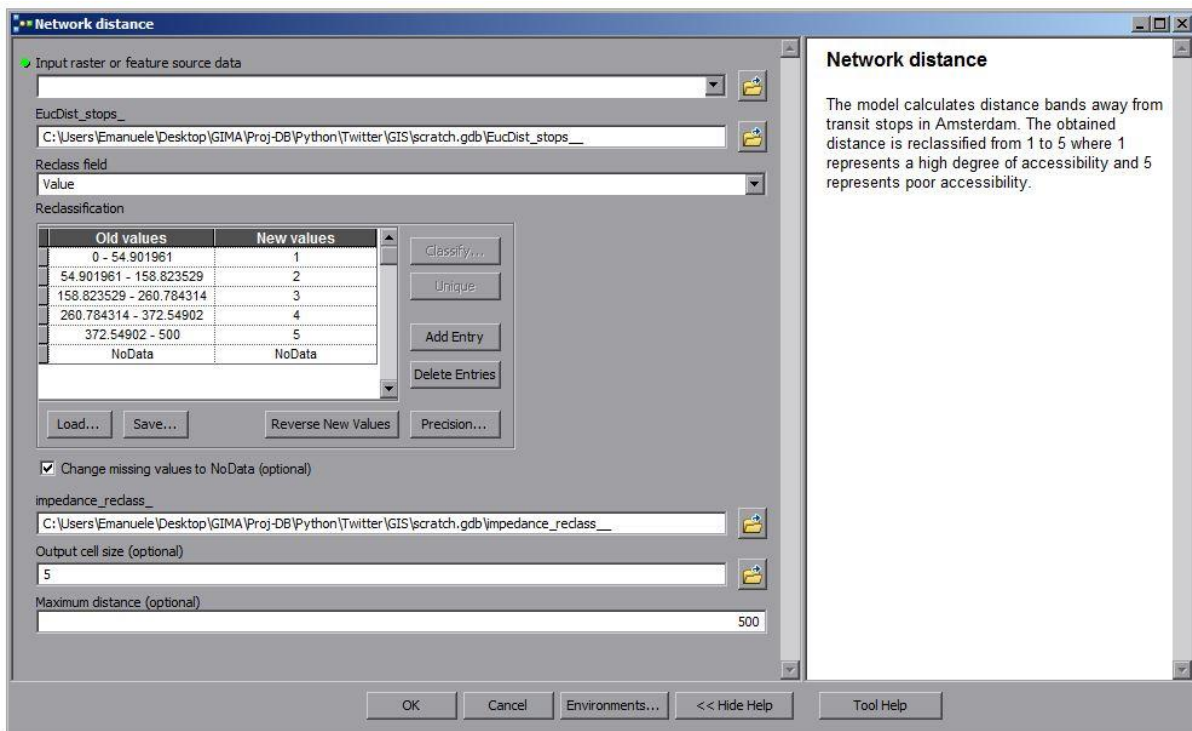 Network distance
Input raster or feature source data
EucDist_stops_
C:\Users\Emanuele\Desktop\GIMA\Proj-DB\Python\Twitter\GIS\scratch.gdb\EucDist_stops__
Reclass field
Value
Reclassification
Old values New values
0 - 54.901961 1
54.901961 - 158.823529 2
158.823529 - 260.784314 3
260.784314 - 372.54902 4
372.54902 - 500 5
NoData NoData
Classify...
Unique
Add Entry
Delete Entries
Load... Save... Reverse New Values Precision...
Change missing values to NoData (optional)
impedance_reclass_
C:\Users\Emanuele\Desktop\GIMA\Proj-DB\Python\Twitter\GIS\scratch.gdb\impedance_reclass__
Output cell size (optional)
5
Maximum distance (optional)
500
OK Cancel Environments... << Hide Help Tool Help
Network distance
The model calculates distance bands away from
transit stops in Amsterdam. The obtained
distance is reclassified from 1 to 5 where 1
represents a high degree of accessibility and 5
represents poor accessibility.